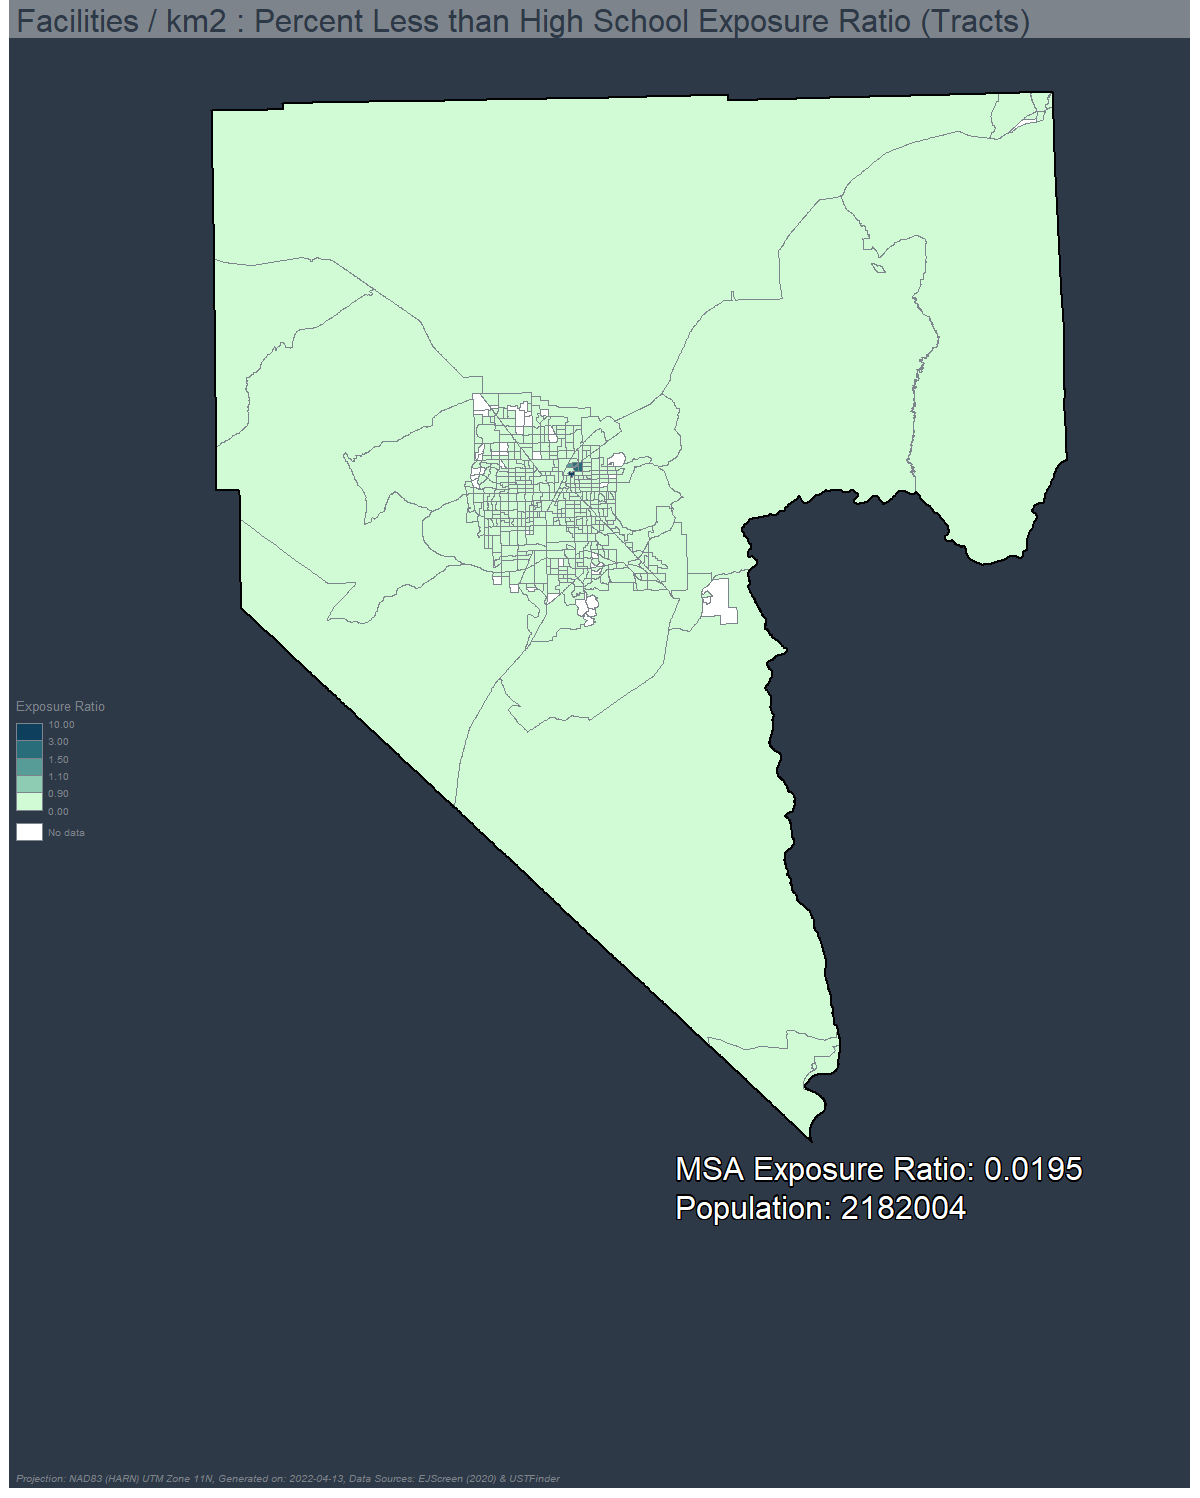 Facilities / km2 : Percent Less than High School Exposure Ratio (Tracts)
Exposure Ratio
10.00
3.00
1.50
1.10
0.90
0.00
No data
MSA Exposure Ratio: 0.0195
Population: 2182004
Projection: NAD83 (HARN) UTM Zone 11N, Generated on: 2022-04-13, Data Sources: EJScreen (2020) & USTFinder